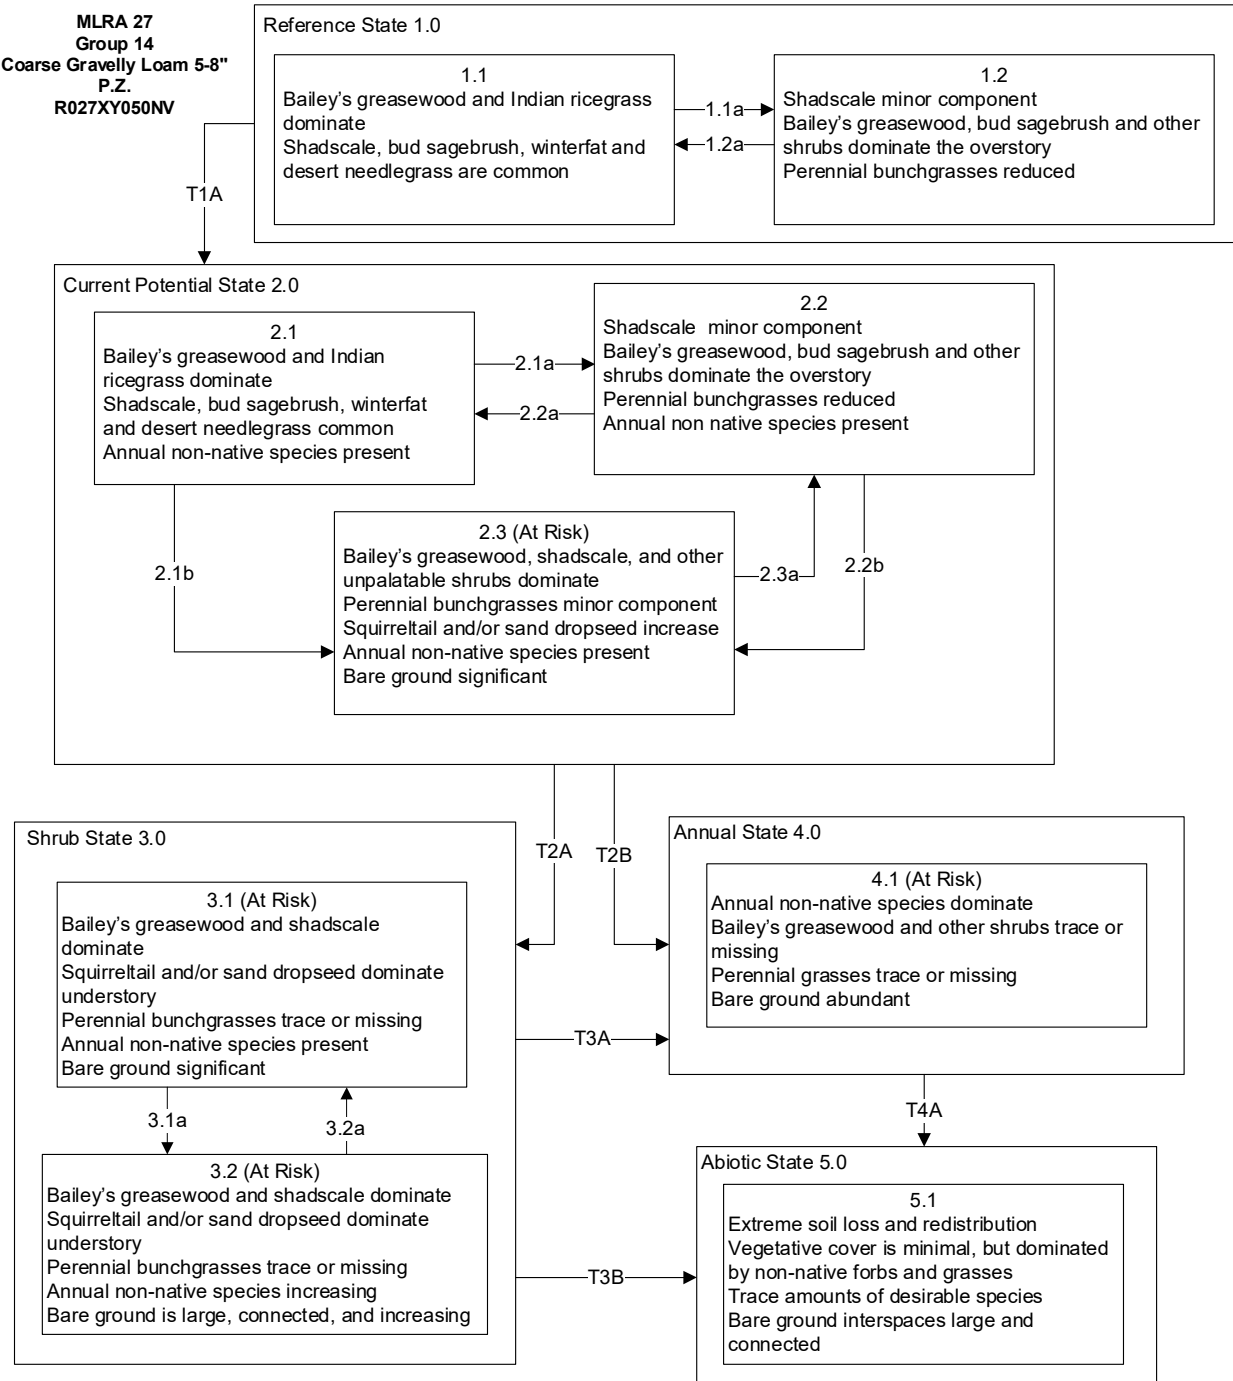 MLRA 27
Group 14
Coarse Gravelly Loam 5-8"
P.Z.
R027XY050NV
Reference State 1.0
1.1
Bailey's greasewood and Indian ricegrass
dominate
Shadscale, bud sagebrush, winterfat and
desert needlegrass are common
1.1a
1.2a
1.2
Shadscale minor component
Bailey's greasewood, bud sagebrush and other
shrubs dominate the overstory
Perennial bunchgrasses reduced
T1A
Current Potential State 2.0
2.1
Bailey's greasewood and Indian
ricegrass dominate
Shadscale, bud sagebrush, winterfat
and desert needlegrass common
Annual non-native species present
2.1a
2.2a
2.2
Shadscale  minor component
Bailey's greasewood, bud sagebrush and other
shrubs dominate the overstory
Perennial bunchgrasses reduced
Annual non native species present
2.1b
2.3 (At Risk)
Bailey's greasewood, shadscale, and other
unpalatable shrubs dominate
Perennial bunchgrasses minor component
Squirreltail and/or sand dropseed increase
Annual non-native species present
Bare ground significant
2.3a
2.2b
T2A
T2B
Shrub State 3.0
3.1 (At Risk)
Bailey's greasewood and shadscale
dominate
Squirreltail and/or sand dropseed dominate
understory
Perennial bunchgrasses trace or missing
Annual non-native species present
Bare ground significant
3.1a
3.2a
3.2 (At Risk)
Bailey's greasewood and shadscale dominate
Squirreltail and/or sand dropseed dominate
understory
Perennial bunchgrasses trace or missing
Annual non-native species increasing
Bare ground is large, connected, and increasing
T3A
T3B
Annual State 4.0
4.1 (At Risk)
Annual non-native species dominate
Bailey's greasewood and other shrubs trace or
missing
Perennial grasses trace or missing
Bare ground abundant
T4A
Abiotic State 5.0
5.1
Extreme soil loss and redistribution
Vegetative cover is minimal, but dominated
by non-native forbs and grasses
Trace amounts of desirable species
Bare ground interspaces large and
connected